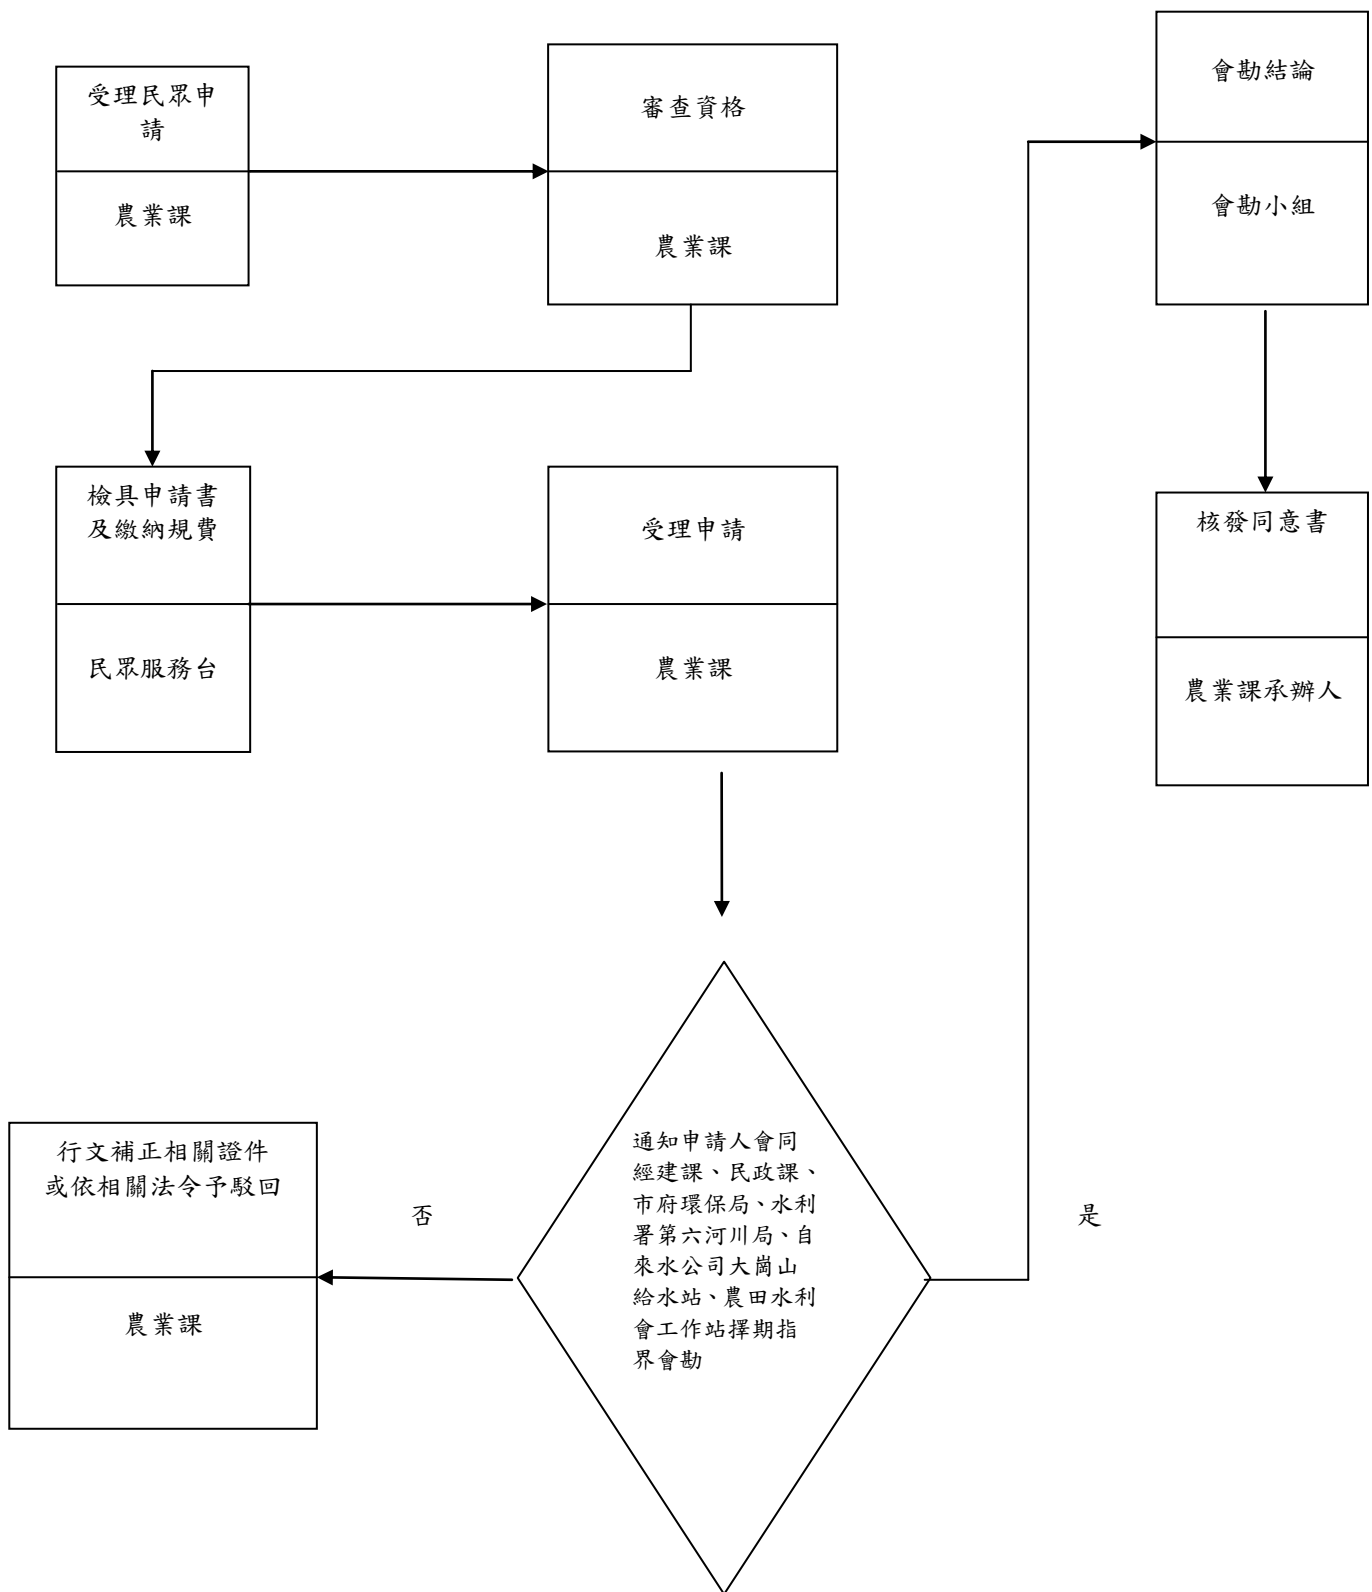 受理民眾申
請
農業課
審查資格
農業課
檢具申請書
及繳納規費
民眾服務台
受理申請
農業課
通知申請人會同
經建課、民政課、
市府環保局、水利
署第六河川局、自
來水公司大崗山
給水站、農田水利
會工作站擇期指
界會勘
否
行文補正相關證件
或依相關法令予駁回
農業課
是
會勘結論
會勘小組
核發同意書
農業課承辦人